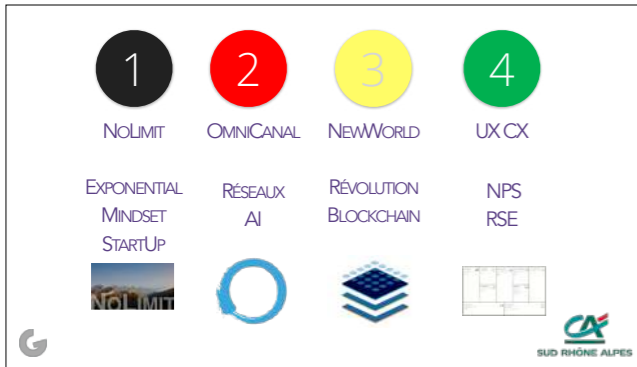 1
2
3
4
NoLimit
OmniCanal
NewWorld
UX CX
Exponential
Mindset
StartUp
Réseaux
AI
Révolution
Blockchain
NPS
RSE
NoLimit
CA
SUD RHÔNE ALPES